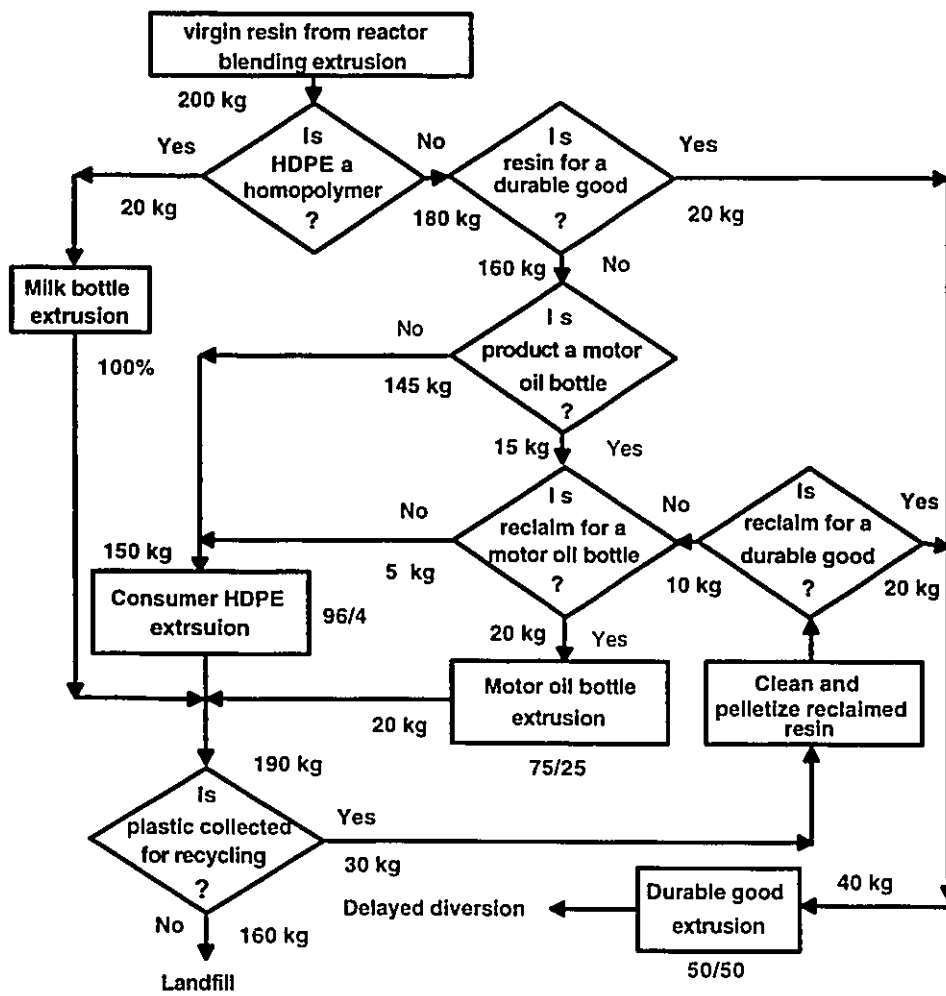 virgin resin from reactor
blending extrusion
200 kg
Is
HDPE a
homopolymer
?
Yes
20 kg
No
180 kg
Is
resin for a
durable good
?
Yes
20 kg
160 kg
No
Milk bottle
extrusion
100%
Is
product a motor
oil bottle
?
No
145 kg
15 kg
Yes
Is
reclaim for a
motor oil bottle
?
No
5 kg
No
10 kg
Is
reclaim for a
durable good
?
Yes
20 kg
150 kg
Consumer HDPE
extrsuion
96/4
20 kg
Yes
Motor oil bottle
extrusion
75/25
20 kg
Clean and
pelletize reclaimed
resin
190 kg
Is
plastic collected
for recycling
?
Yes
30 kg
No
160 kg
Landfill
Delayed diversion
Durable good
extrusion
50/50
40 kg